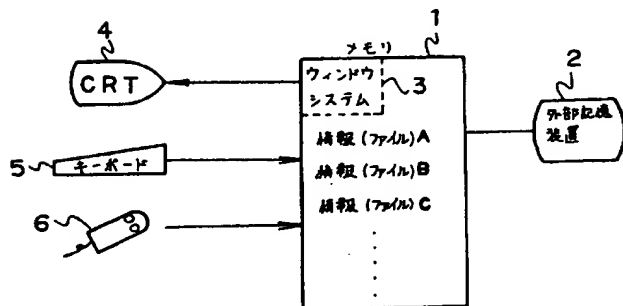 4
CRT
5
キーボード
6
メモリ
1
ウィンドウ
システム
3
情報(ファイル)A
情報(ファイル)B
情報(ファイル)C
2
外部記憶
装置